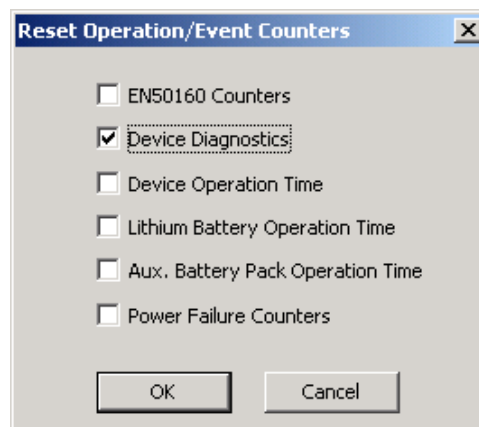 Reset Operation/Event Counters
EN50160 Counters
Device Diagnostics
Device Operation Time
Lithium Battery Operation Time
Aux. Battery Pack Operation Time
Power Failure Counters
OK Cancel